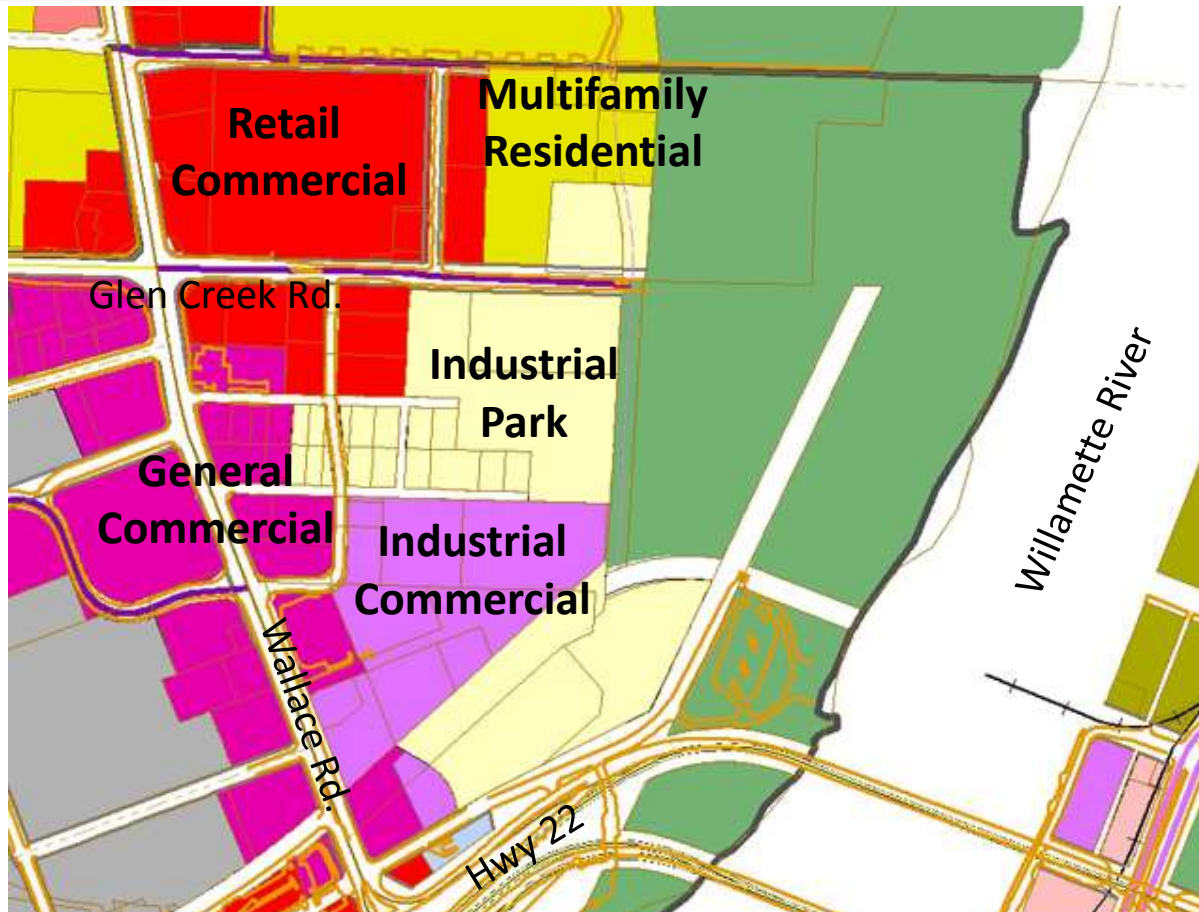 Multifamily
Residential
Retail
Commercial
Glen Creek Rd.
Industrial
Park
Willamette River
General
Commercial
Industrial
Commercial
Wallace Rd.
Hwy 22